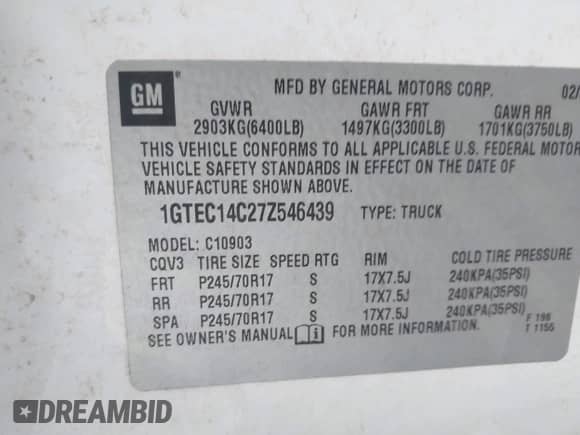 GM ®
MFD BY GENERAL MOTORS CORP. 02/
GVWR GAWR FRT GAWR RR
2903KG(6400LB) 1497KG(3300LB) 1701KG(3750LB)
THIS VEHICLE CONFORMS TO ALL APPLICABLE U.S. FEDERAL MOTOR
VEHICLE SAFETY STANDARDS IN EFFECT ON THE DATE OF
MANUFACTURE SHOWN ABOVE.
1GTEC14C27Z546439 TYPE: TRUCK
MODEL: C10903
CQV3 TIRE SIZE SPEED RTG RIM COLD TIRE PRESSURE
FRT P245/70R17 S 17X7.5J 240KPA(35PSI)
RR P245/70R17 S 17X7.5J 240KPA(35PSI)
SPA P245/70R17 S 17X7.5J 240KPA(35PSI)
SEE OWNER'S MANUAL FOR MORE INFORMATION. F 198
T 1155
DREAMBID